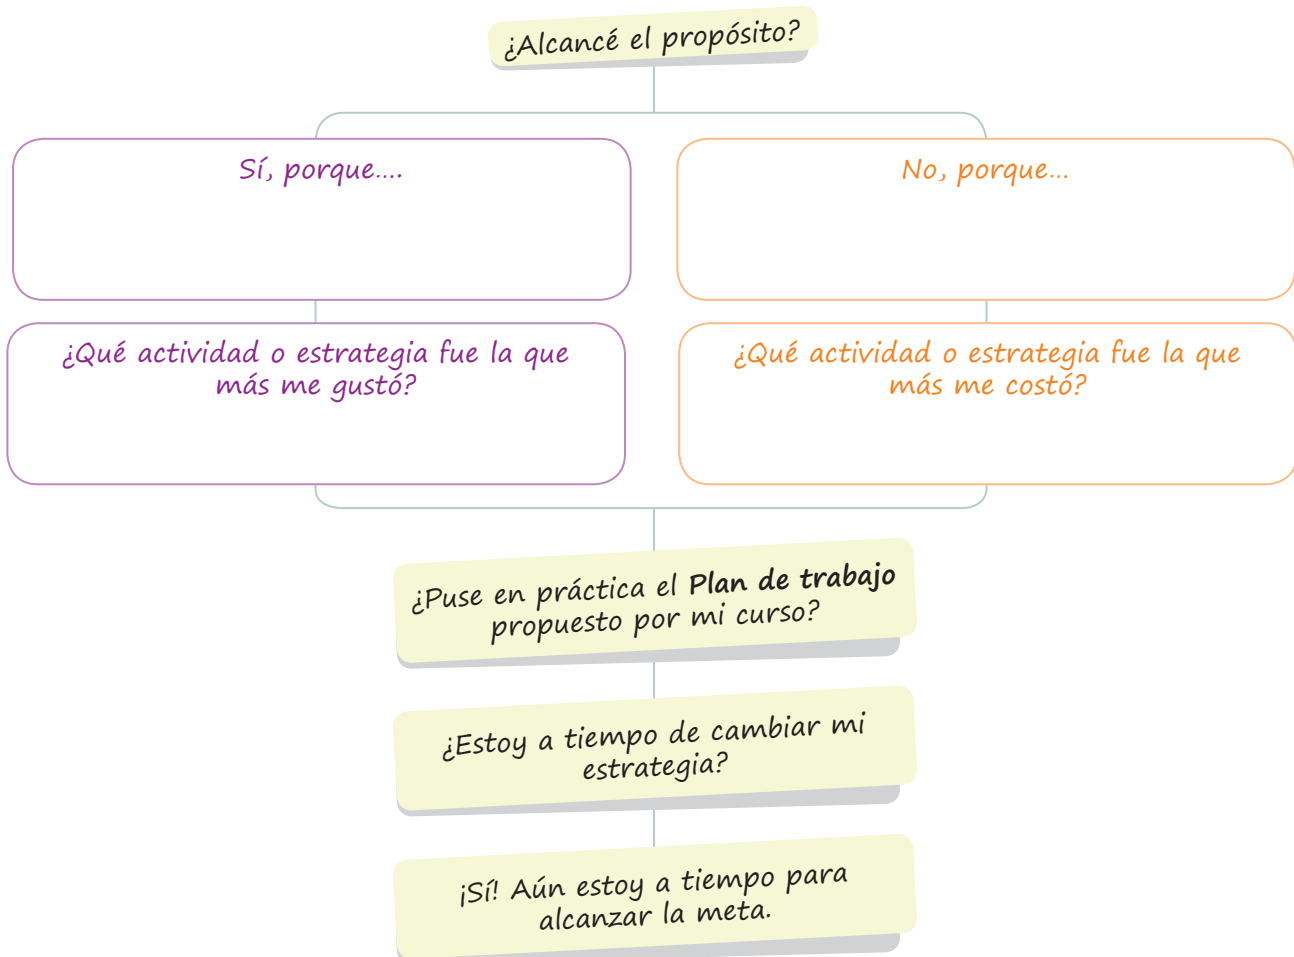 ¿Alcancé el propósito?
Sí, porque....
No, porque...
¿Qué actividad o estrategia fue la que
más me gustó?
¿Qué actividad o estrategia fue la que
más me costó?
¿Puse en práctica el Plan de trabajo
propuesto por mi curso?
¿Estoy a tiempo de cambiar mi
estrategia?
¡Sí! Aún estoy a tiempo para
alcanzar la meta.